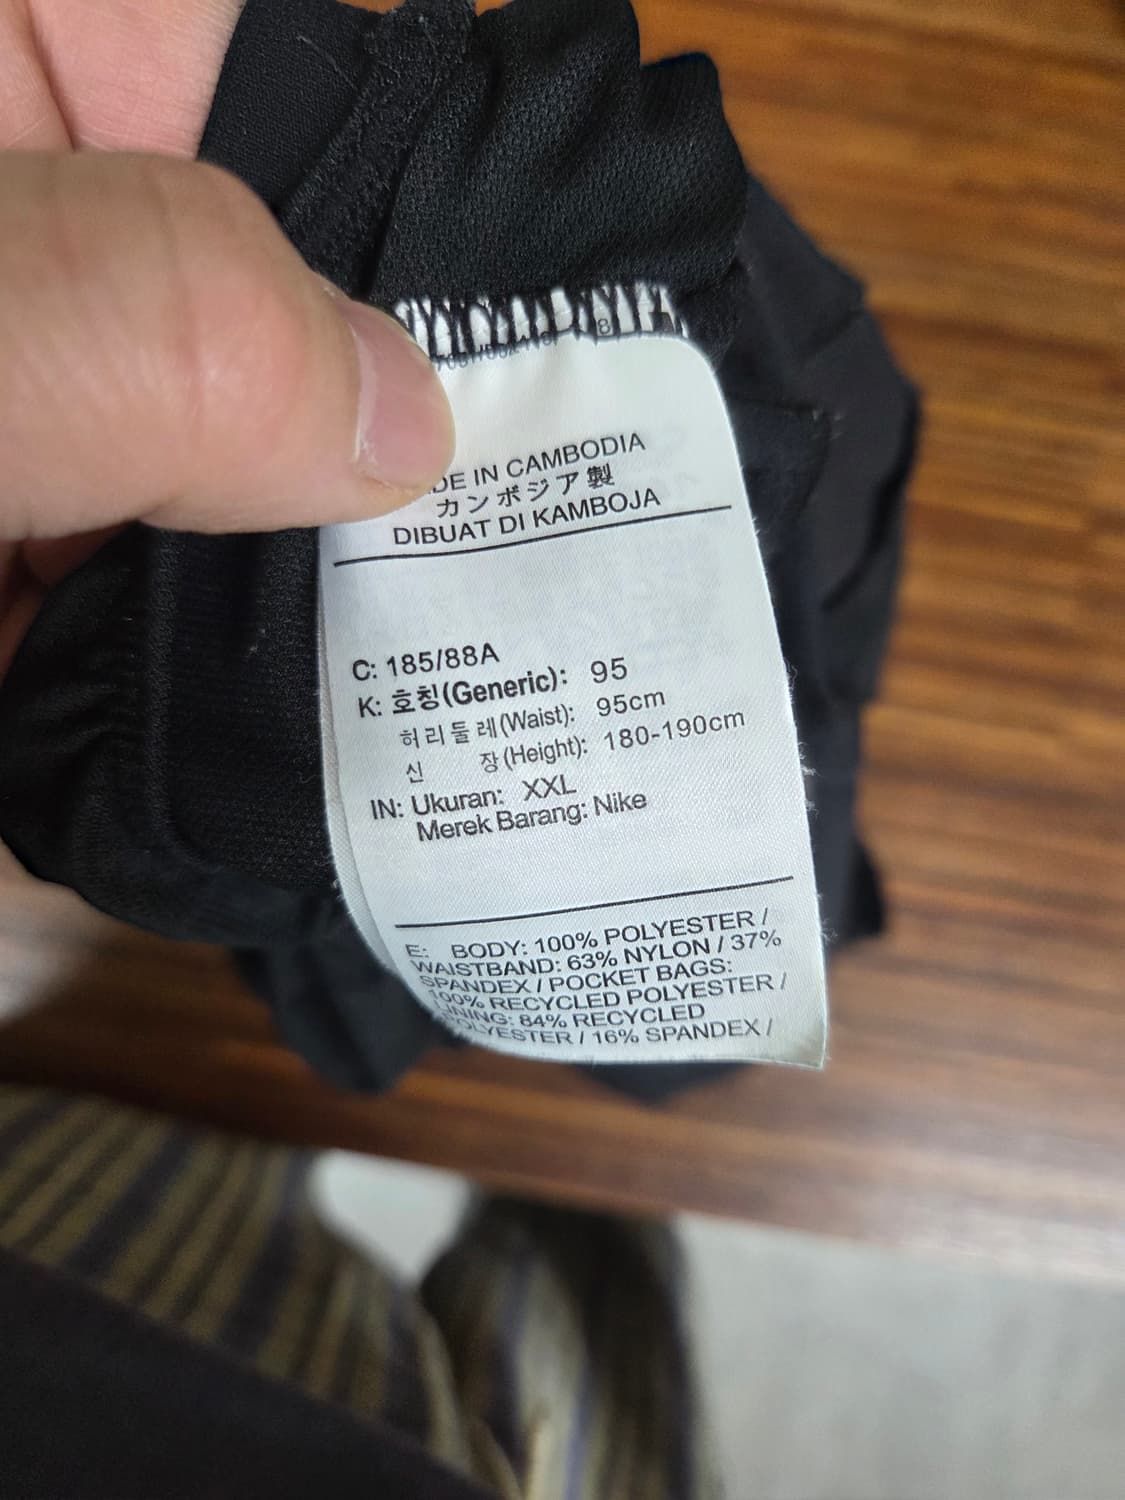 DE IN CAMBODIA
カンボジア製
DIBUAT DI KAMBOJA
C: 185/88A
K: 호칭(Generic): 95
허리둘레(Waist): 95cm
신 장(Height): 180-190cm
IN: Ukuran: XXL
Merek Barang: Nike
E: BODY: 100% POLYESTER /
WAISTBAND: 63% NYLON / 37%
SPANDEX / POCKET BAGS:
100% RECYCLED POLYESTER /
LINING: 84% RECYCLED
POLYESTER / 16% SPANDEX /